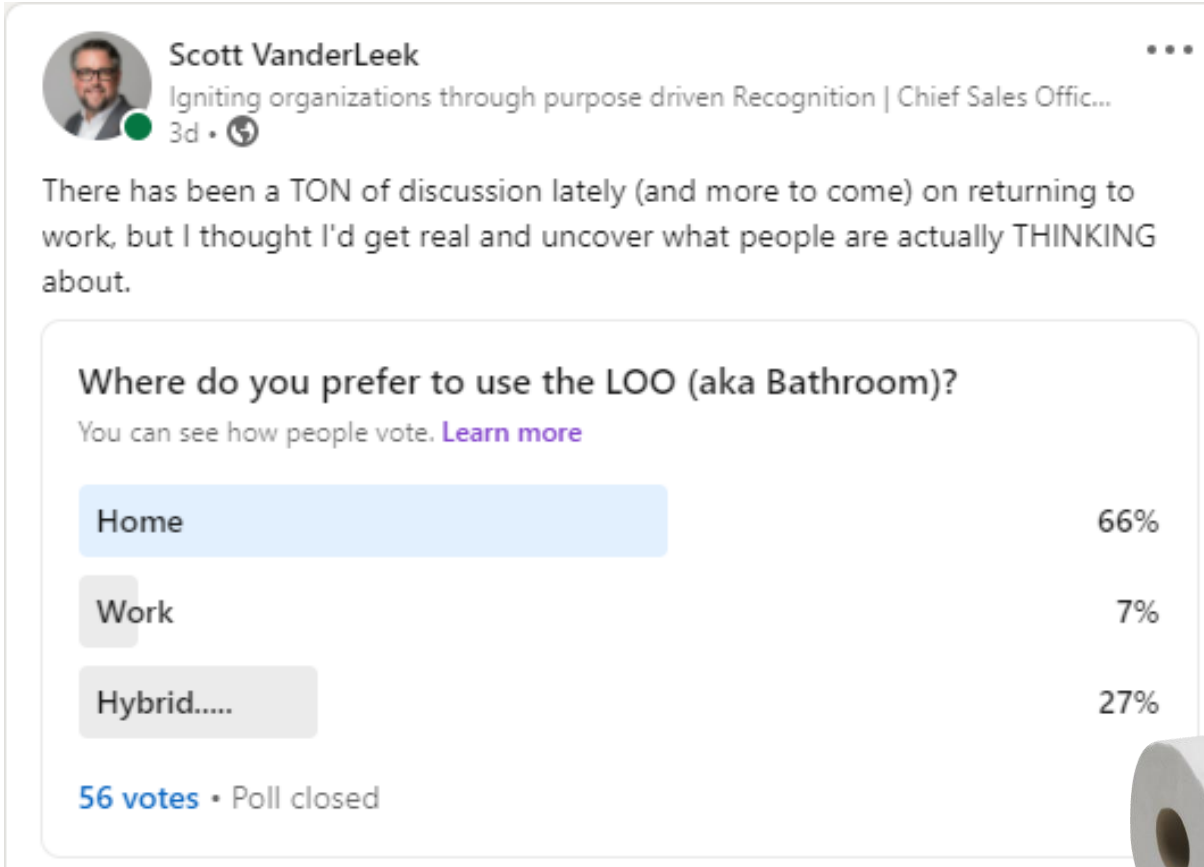 Scott VanderLeek
Igniting organizations through purpose driven Recognition | Chief Sales Offic...
3d •
There has been a TON of discussion lately (and more to come) on returning to
work, but I thought I'd get real and uncover what people are actually THINKING
about.
Where do you prefer to use the LOO (aka Bathroom)?
You can see how people vote. Learn more
Home 66%
Work 7%
Hybrid..... 27%
56 votes • Poll closed